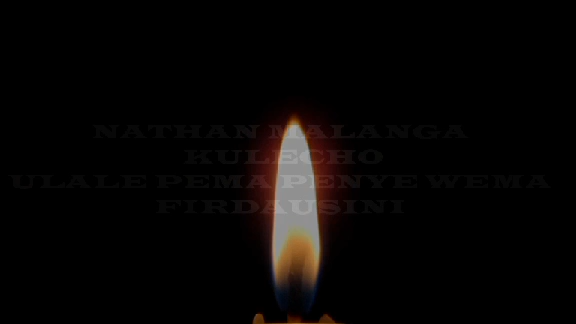 NATHAN MALANGA
KULECHO
ULALE PEMA PENYE WEMA
FIRDAUSINI